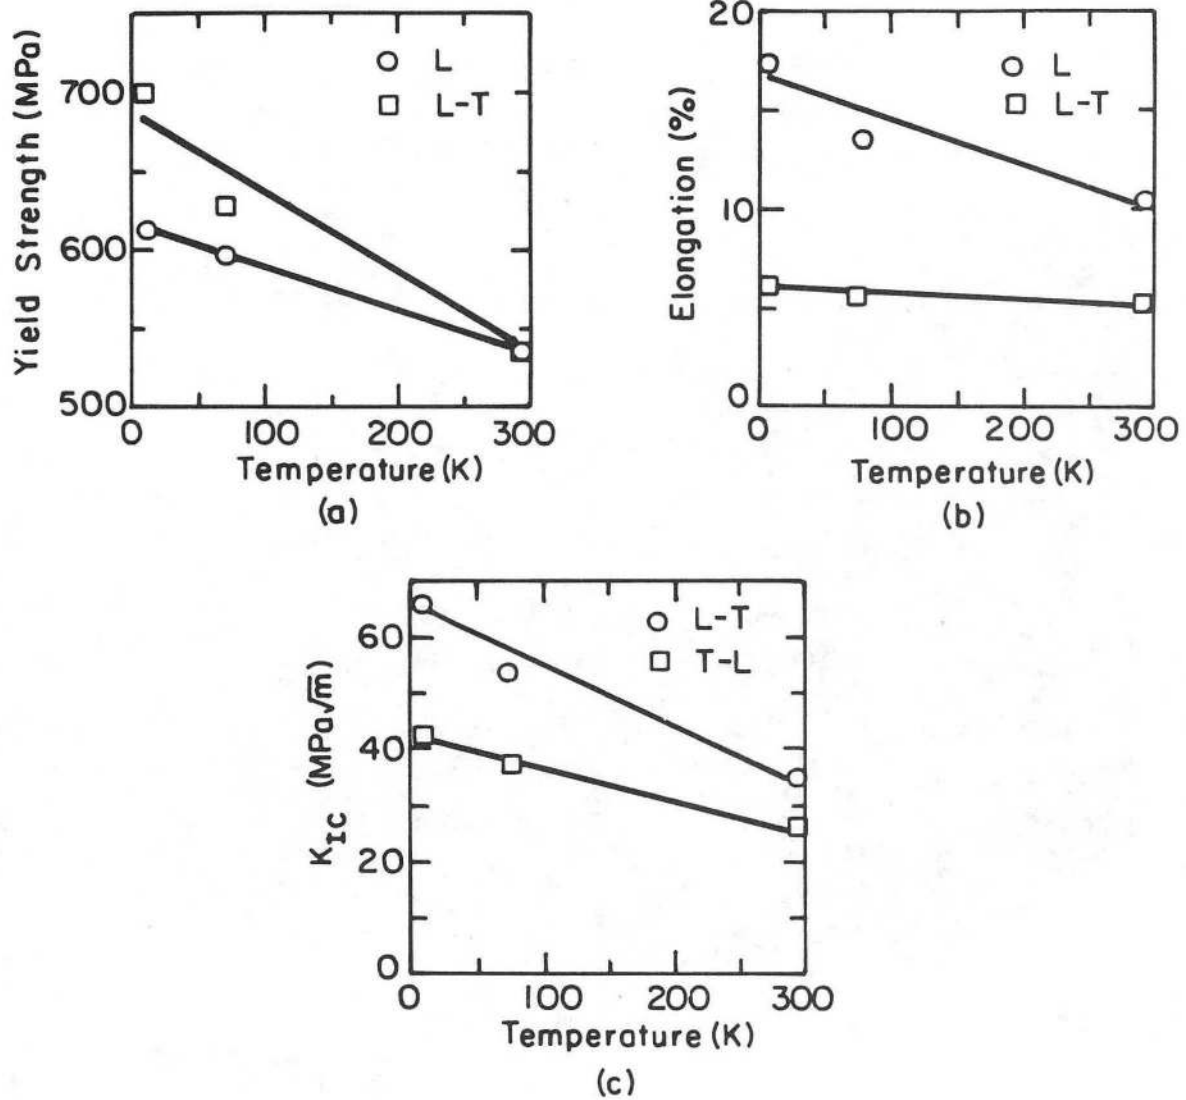 Yield Strength (MPa)
700
600
500
○ L
□ L-T
0 100 200 300
Temperature (K)
(a)
Elongation (%)
20
10
0
○ L
□ L-T
0 100 200 300
Temperature (K)
(b)
K_IC (MPa√m)
60
40
20
0
○ L-T
□ T-L
0 100 200 300
Temperature (K)
(c)